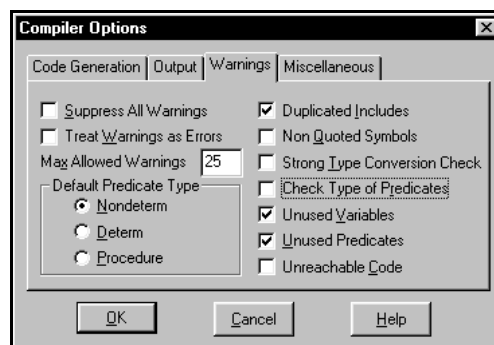 Compiler Options
Code Generation
Output
Warnings
Miscellaneous
Suppress All Warnings
Treat Warnings as Errors
Max Allowed Warnings 25
Default Predicate Type
Nondeterm
Determ
Procedure
Duplicated Includes
Non Quoted Symbols
Strong Type Conversion Check
Check Type of Predicates
Unused Variables
Unused Predicates
Unreachable Code
OK
Cancel
Help